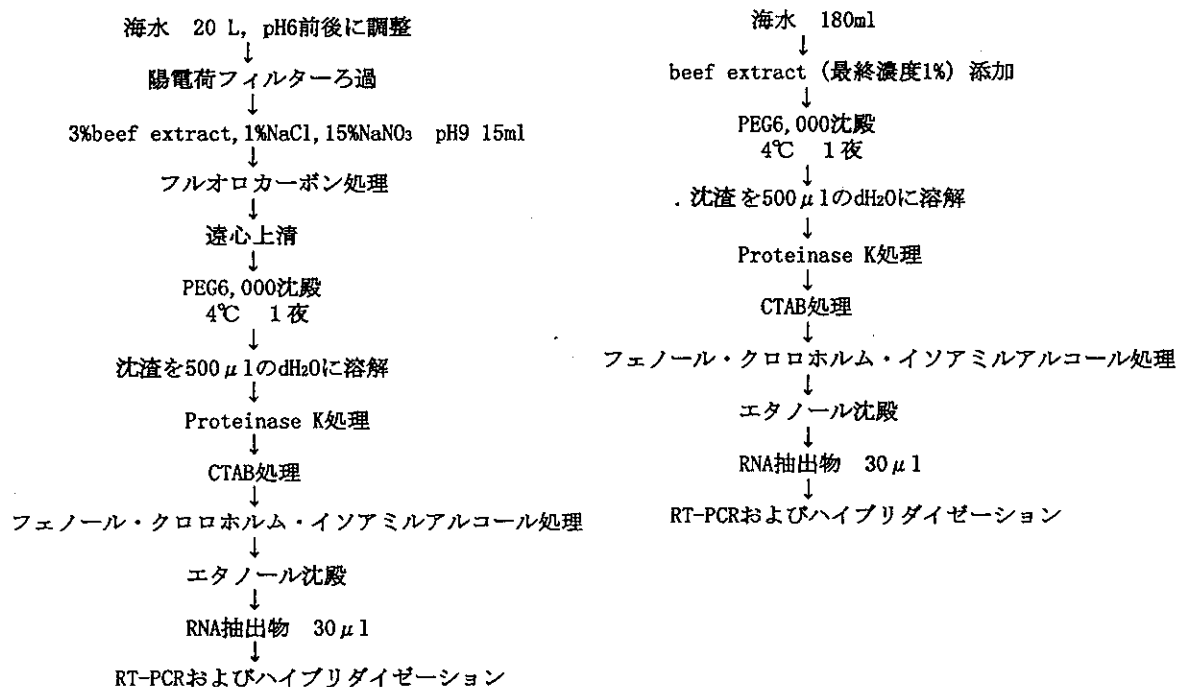 海水 20 L, pH6前後に調整
↓
陽電荷フィルターろ過
↓
3%beef extract,1%NaCl,15%NaNO₃ pH9 15ml
↓
フルオロカーボン処理
↓
遠心上清
↓
PEG6,000沈殿
4℃ 1夜
↓
沈渣を500μlのdH₂Oに溶解
↓
Proteinase K処理
↓
CTAB処理
↓
フェノール・クロロホルム・イソアミルアルコール処理
↓
エタノール沈殿
↓
RNA抽出物 30μl
↓
RT-PCRおよびハイブリダイゼーション
海水 180ml
↓
beef extract (最終濃度1%) 添加
↓
PEG6,000沈殿
4℃ 1夜
↓
沈渣を500μlのdH₂Oに溶解
↓
Proteinase K処理
↓
CTAB処理
↓
フェノール・クロロホルム・イソアミルアルコール処理
↓
エタノール沈殿
↓
RNA抽出物 30μl
↓
RT-PCRおよびハイブリダイゼーション